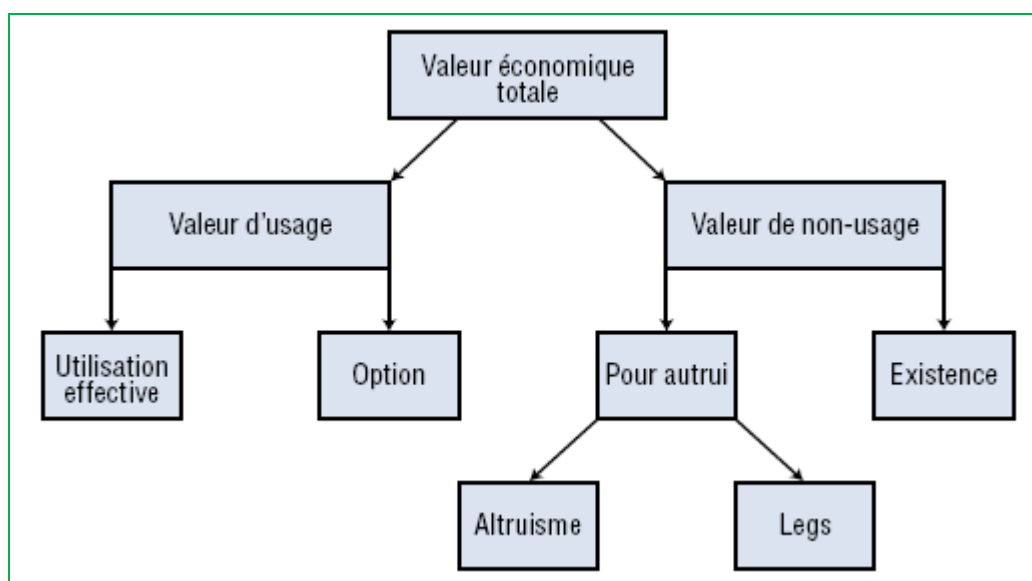 Valeur économique
totale
Valeur d'usage
Valeur de non-usage
Utilisation
effective
Option
Pour autrui
Existence
Altruisme
Legs